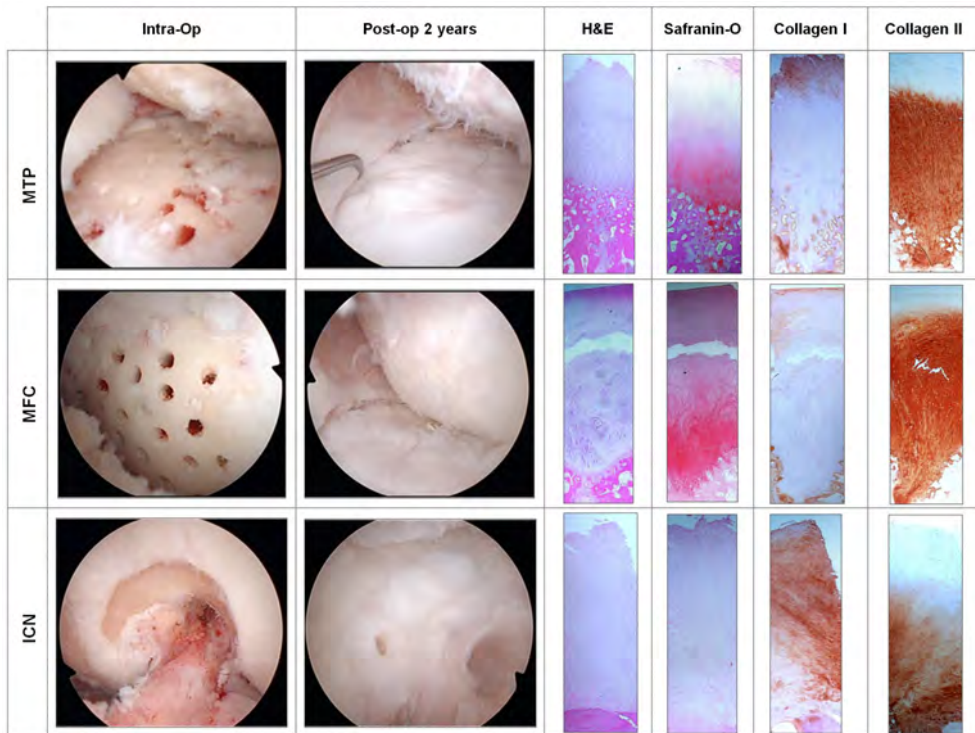 Intra-Op Post-op 2 years H&E Safranin-O Collagen I Collagen II
MTP
MFC
ICN